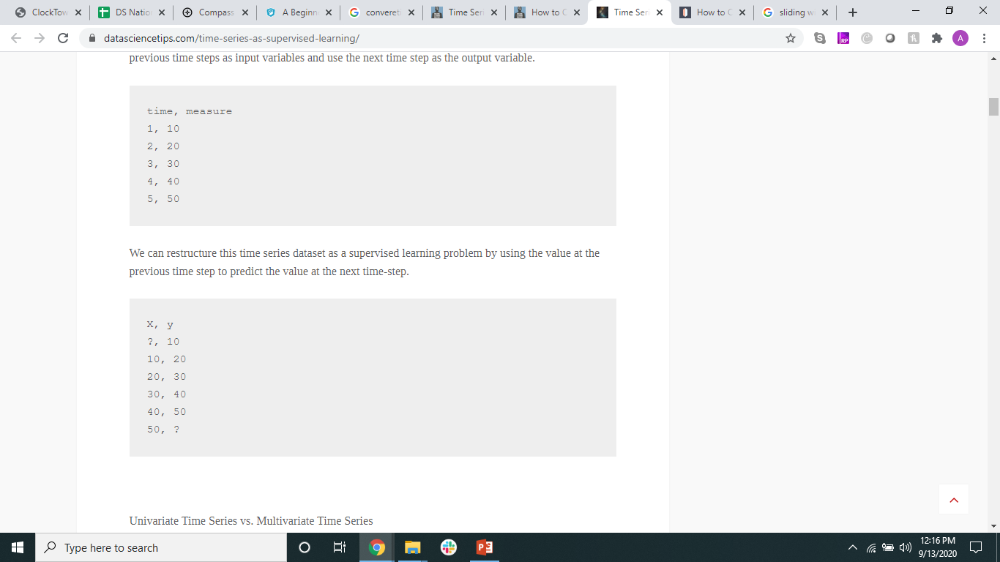 ClockTow
DS Natio
Compass
A Beginn
convereti
Time Seri
How to C
Time Seri
How to C
sliding w
datasciencetips.com/time-series-as-supervised-learning/
RP
A
previous time steps as input variables and use the next time step as the output variable.
time, measure
1, 10
2, 20
3, 30
4, 40
5, 50
We can restructure this time series dataset as a supervised learning problem by using the value at the
previous time step to predict the value at the next time-step.
X, y
?, 10
10, 20
20, 30
30, 40
40, 50
50, ?
Univariate Time Series vs. Multivariate Time Series
Type here to search
12:16 PM
9/13/2020